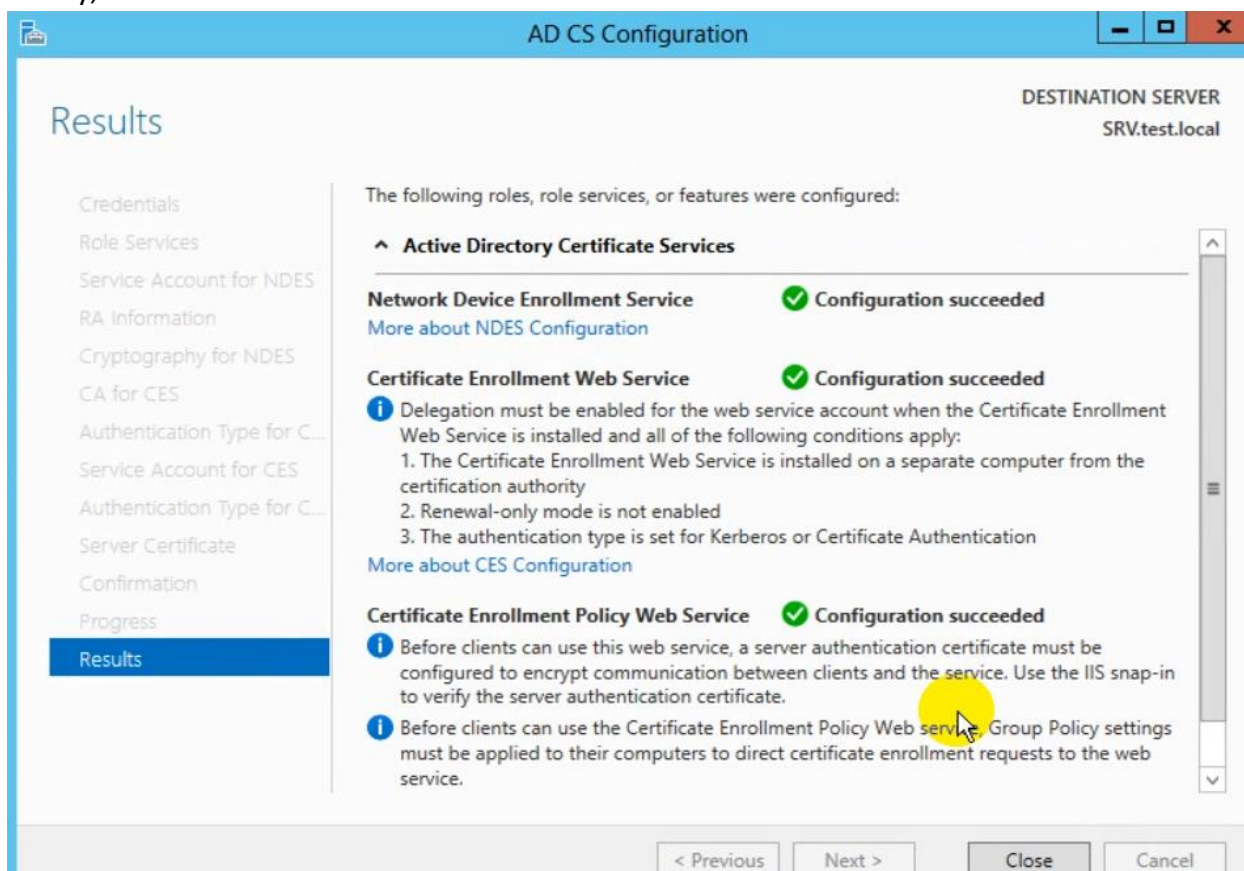 AD CS Configuration
Results
DESTINATION SERVER
SRV.test.local
Credentials
Role Services
Service Account for NDES
RA Information
Cryptography for NDES
CA for CES
Authentication Type for C...
Service Account for CES
Authentication Type for C...
Server Certificate
Confirmation
Progress
Results
The following roles, role services, or features were configured:
Active Directory Certificate Services
Network Device Enrollment Service Configuration succeeded
More about NDES Configuration
Certificate Enrollment Web Service Configuration succeeded
Delegation must be enabled for the web service account when the Certificate Enrollment
Web Service is installed and all of the following conditions apply:
1. The Certificate Enrollment Web Service is installed on a separate computer from the
certification authority
2. Renewal-only mode is not enabled
3. The authentication type is set for Kerberos or Certificate Authentication
More about CES Configuration
Certificate Enrollment Policy Web Service Configuration succeeded
Before clients can use this web service, a server authentication certificate must be
configured to encrypt communication between clients and the service. Use the IIS snap-in
to verify the server authentication certificate.
Before clients can use the Certificate Enrollment Policy Web service, Group Policy settings
must be applied to their computers to direct certificate enrollment requests to the web
service.
< Previous Next > Close Cancel